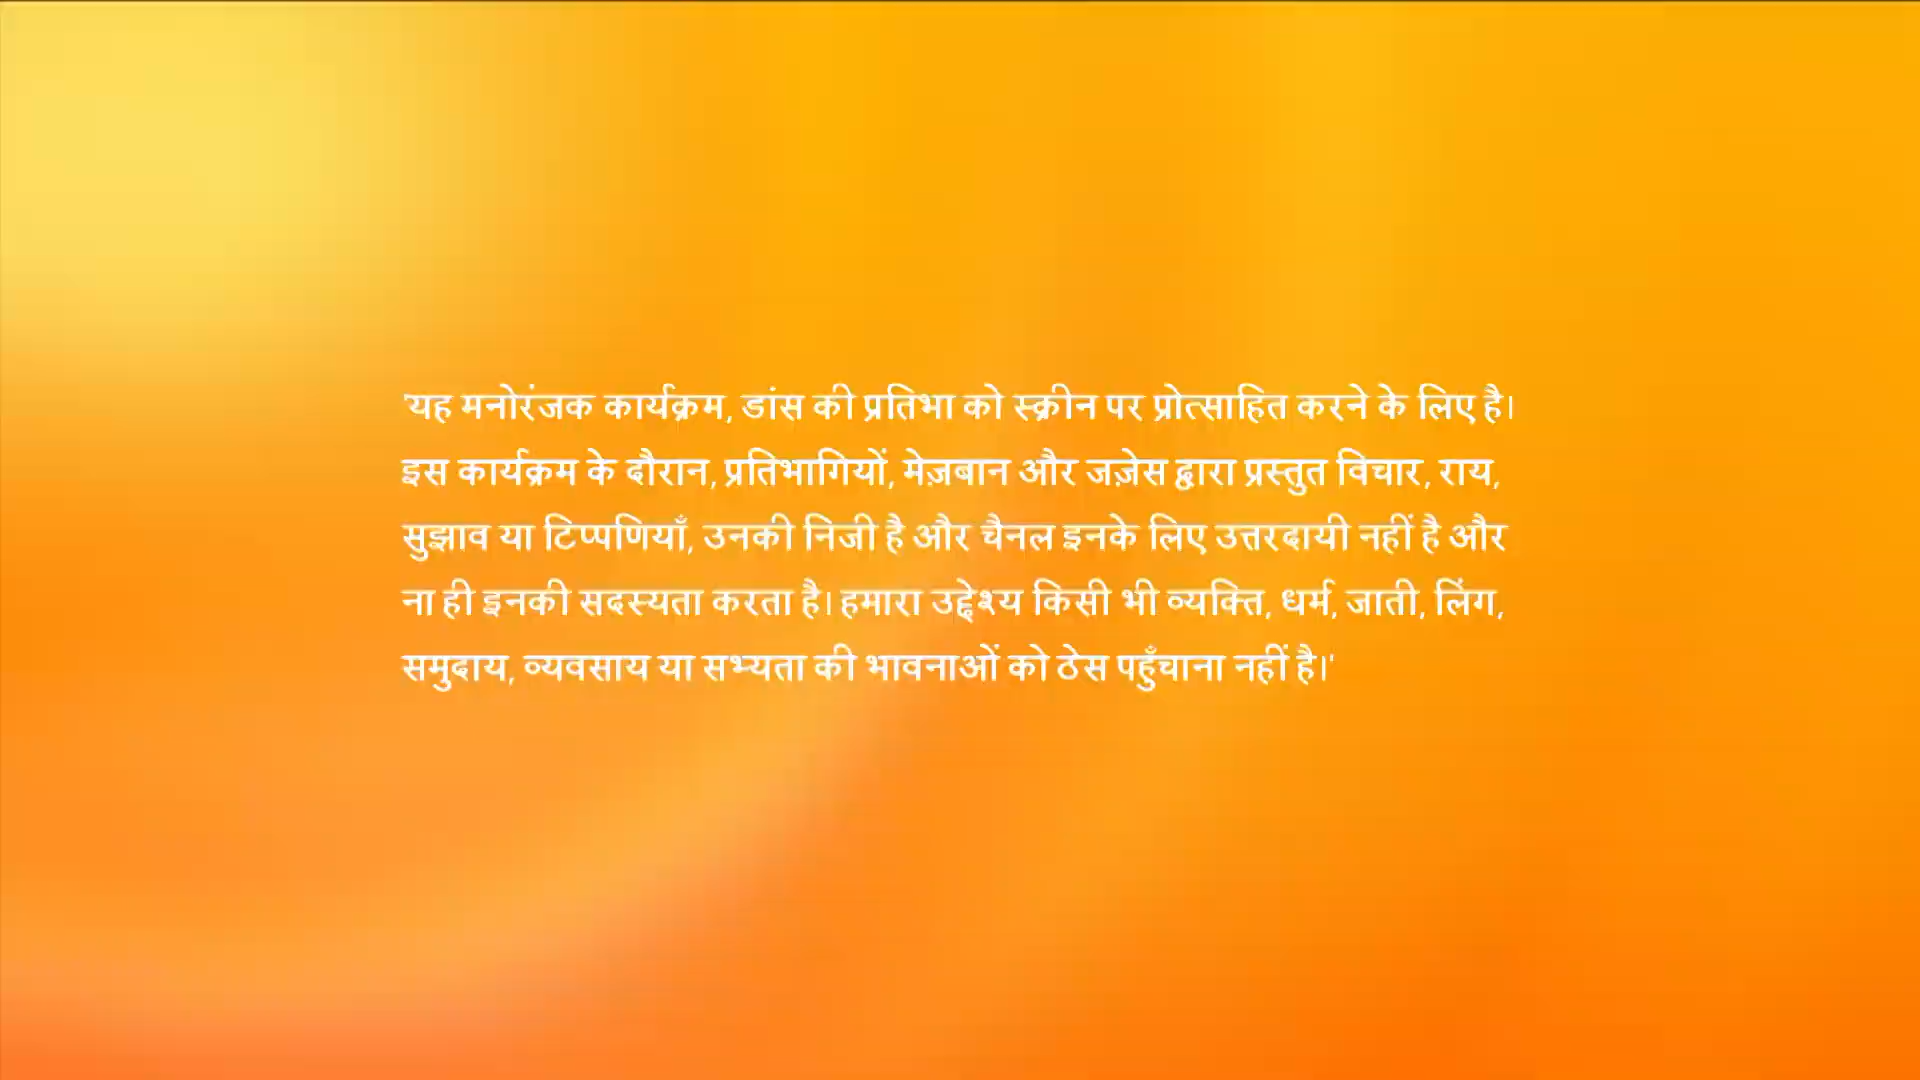 'यह मनोरंजक कार्यक्रम, डांस की प्रतिभा को स्क्रीन पर प्रोत्साहित करने के लिए है।
इस कार्यक्रम के दौरान, प्रतिभागियों, मेज़बान और जज़ेस द्वारा प्रस्तुत विचार, राय,
सुझाव या टिप्पणियाँ, उनकी निजी है और चैनल इनके लिए उत्तरदायी नहीं है और
ना ही इनकी सदस्यता करता है। हमारा उद्देश्य किसी भी व्यक्ति, धर्म, जाती, लिंग,
समुदाय, व्यवसाय या सभ्यता की भावनाओं को ठेस पहुँचाना नहीं है।'